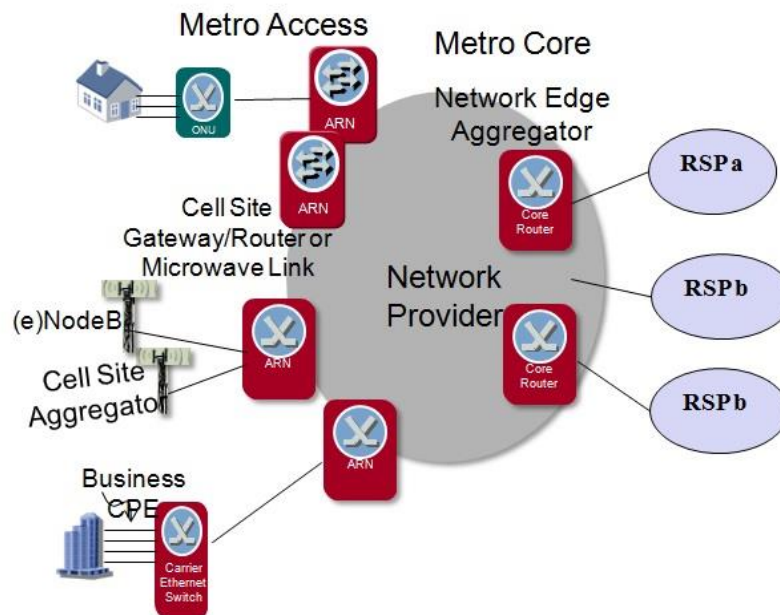 Metro Access
Metro Core
ONU
ARN
ARN
Network Edge
Aggregator
Core
Router
RSPa
Cell Site
Gateway/Router or
Microwave Link
(e)NodeB
Cell Site
Aggregator
ARN
Network
Provider
Core
Router
RSPb
RSPb
ARN
Business
CPE
Carrier
Ethernet
Switch